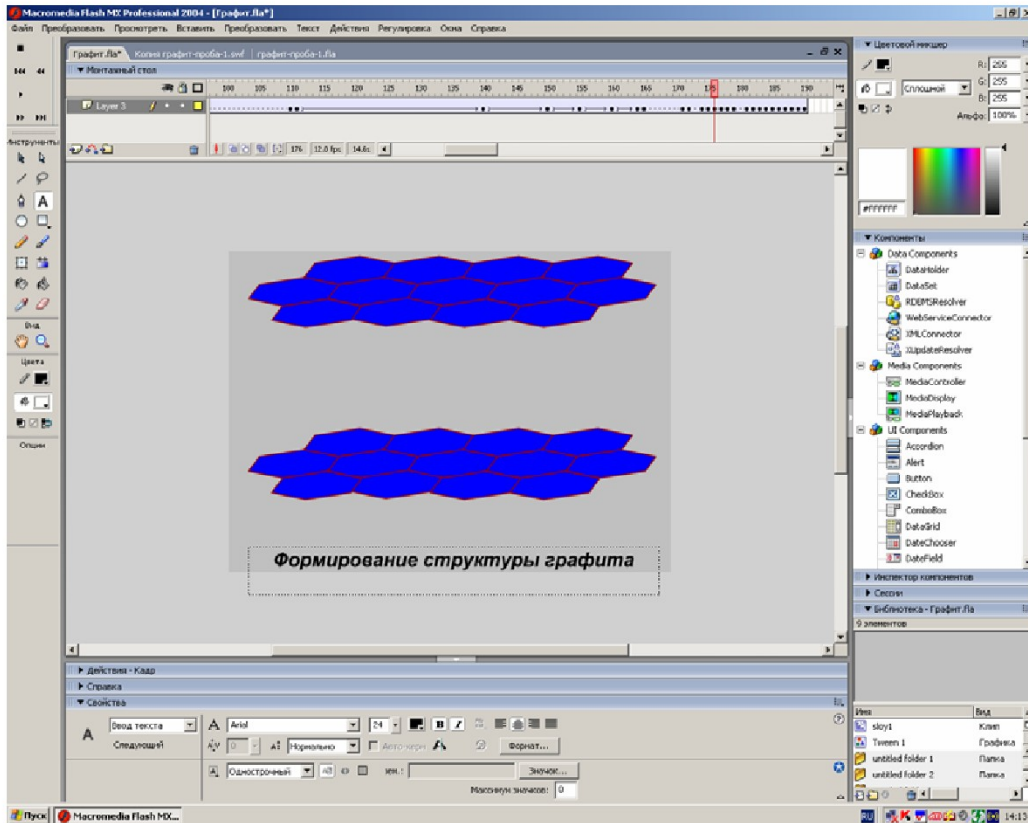 Macromedia Flash MX Professional 2004 - [Графит.fla*]
Файл Преобразовать Просмотреть Вставить Преобразовать Текст Действия Регулировка Окна Справка
Графит.fla* Копия графит-проба-1.swf графит-проба-1.fla
Монтажный стол
100 105 110 115 120 125 130 135 140 145 150 155 160 165 170 175 180 185 190
Layer 3
176 12.0 fps 14.6s
Инструменты
Вид
Цвета
Опции
Формирование структуры графита
Цветовой миксер
R: 255
Сплошной G: 255
B: 255
Альфа: 100%
#FFFFFF
Компоненты
Data Components
DataHolder
DataSet
RDBMSResolver
WebServiceConnector
XMLConnector
XUpdateResolver
Media Components
MediaController
MediaDisplay
MediaPlayback
UI Components
Accordion
Alert
Button
CheckBox
ComboBox
DataGrid
DateChooser
DateField
Инспектор компонентов
Сессии
Библиотека - Графит.fla
9 элементов
Имя Вид
sloy1 Клип
Tween 1 Графика
untitled folder 1 Папка
untitled folder 2 Папка
Действия - Кадр
Справка
Свойства
A Ввод текста A Arial 24 B I
Следующий 0 Нормально Формат...
Однострочный Значок...
Максимум значков: 0
Пуск Macromedia Flash MX... RU 14:13